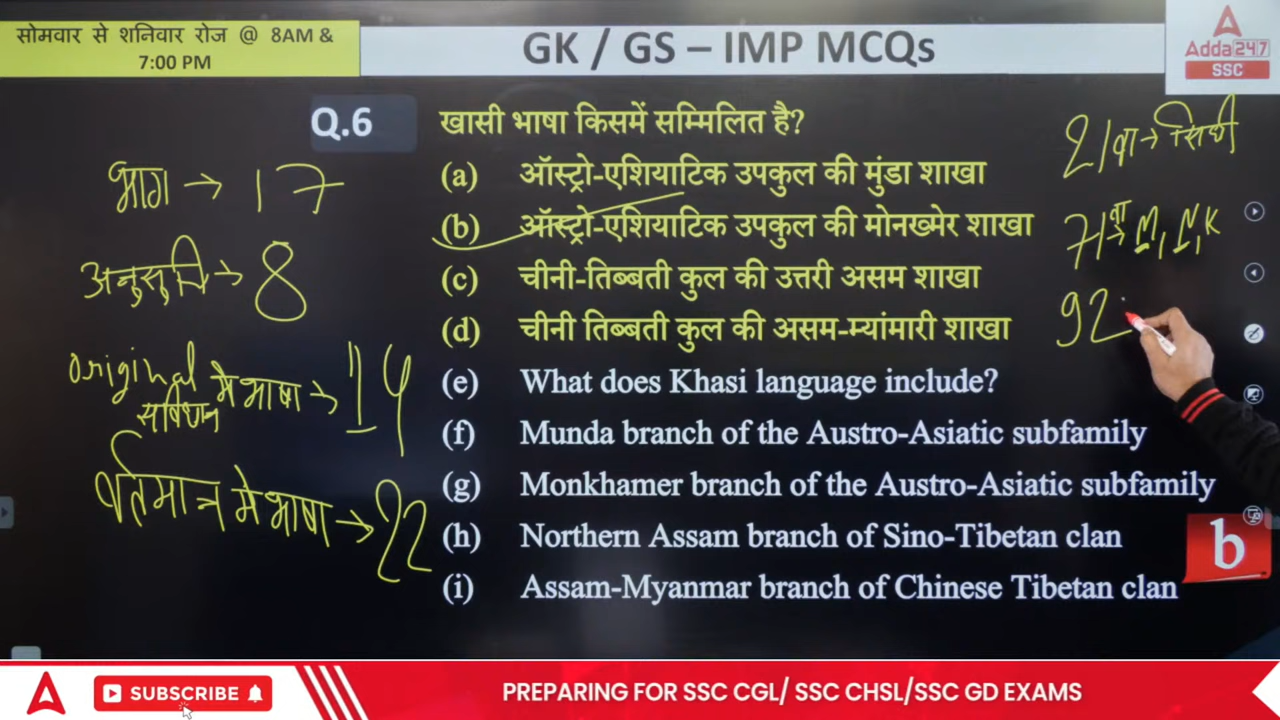 सोमवार से शनिवार रोज @ 8AM &
7:00 PM
GK / GS – IMP MCQs
Adda247
SSC
Q.6 खासी भाषा किसमें सम्मिलित है?
(a) ऑस्ट्रो-एशियाटिक उपकुल की मुंडा शाखा
(b) ऑस्ट्रो-एशियाटिक उपकुल की मोनख्मेर शाखा
(c) चीनी-तिब्बती कुल की उत्तरी असम शाखा
(d) चीनी तिब्बती कुल की असम-म्यांमारी शाखा
(e) What does Khasi language include?
(f) Munda branch of the Austro-Asiatic subfamily
(g) Monkhamer branch of the Austro-Asiatic subfamily
(h) Northern Assam branch of Sino-Tibetan clan
(i) Assam-Myanmar branch of Chinese Tibetan clan
b
भाग → 17
अनुसूचि → 8
original में भाषा → 14
संविधान
वर्तमान में भाषा → 22
21वा → सिंधी
71वा → M, N, K
92
SUBSCRIBE
PREPARING FOR SSC CGL/ SSC CHSL/SSC GD EXAMS